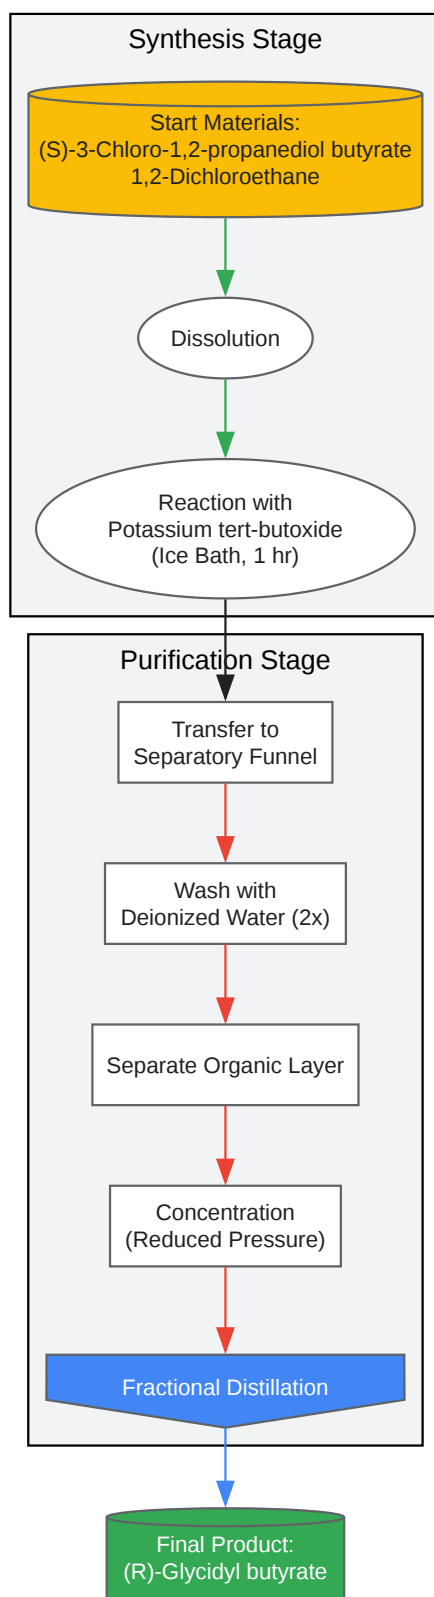 Synthesis Stage
Start Materials:
(S)-3-Chloro-1,2-propanediol butyrate
1,2-Dichloroethane
Dissolution
Reaction with
Potassium tert-butoxide
(Ice Bath, 1 hr)
Purification Stage
Transfer to
Separatory Funnel
Wash with
Deionized Water (2x)
Separate Organic Layer
Concentration
(Reduced Pressure)
Fractional Distillation
Final Product:
(R)-Glycidyl butyrate